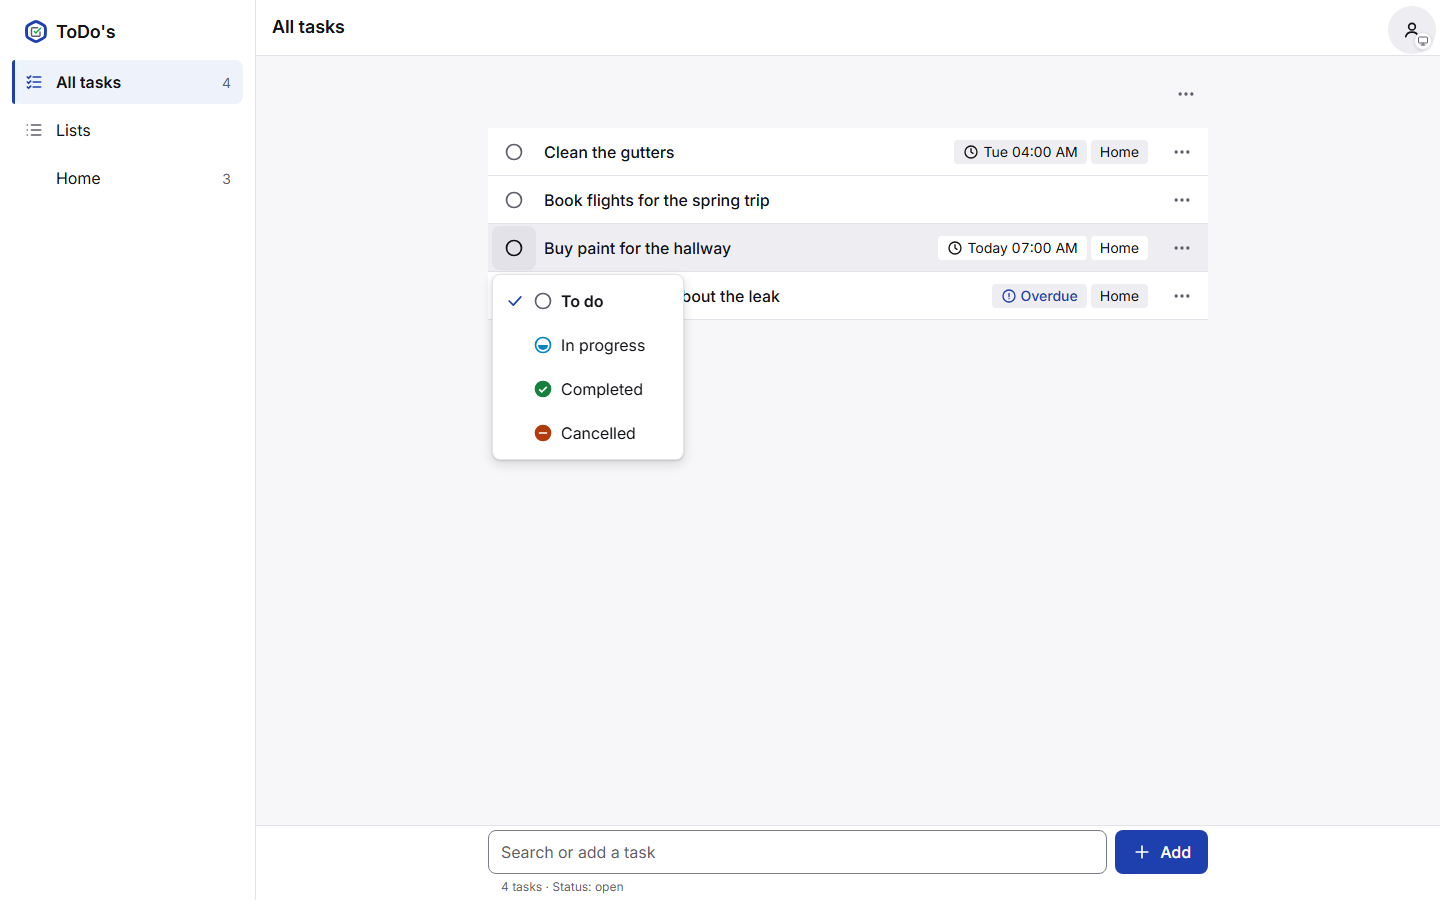 ToDo's
All tasks 4
Lists
Home 3
All tasks
Clean the gutters Tue 04:00 AM Home
Book flights for the spring trip
Buy paint for the hallway Today 07:00 AM Home
the leak Overdue Home
To do
In progress
Completed
Cancelled
Search or add a task
Add
4 tasks · Status: open